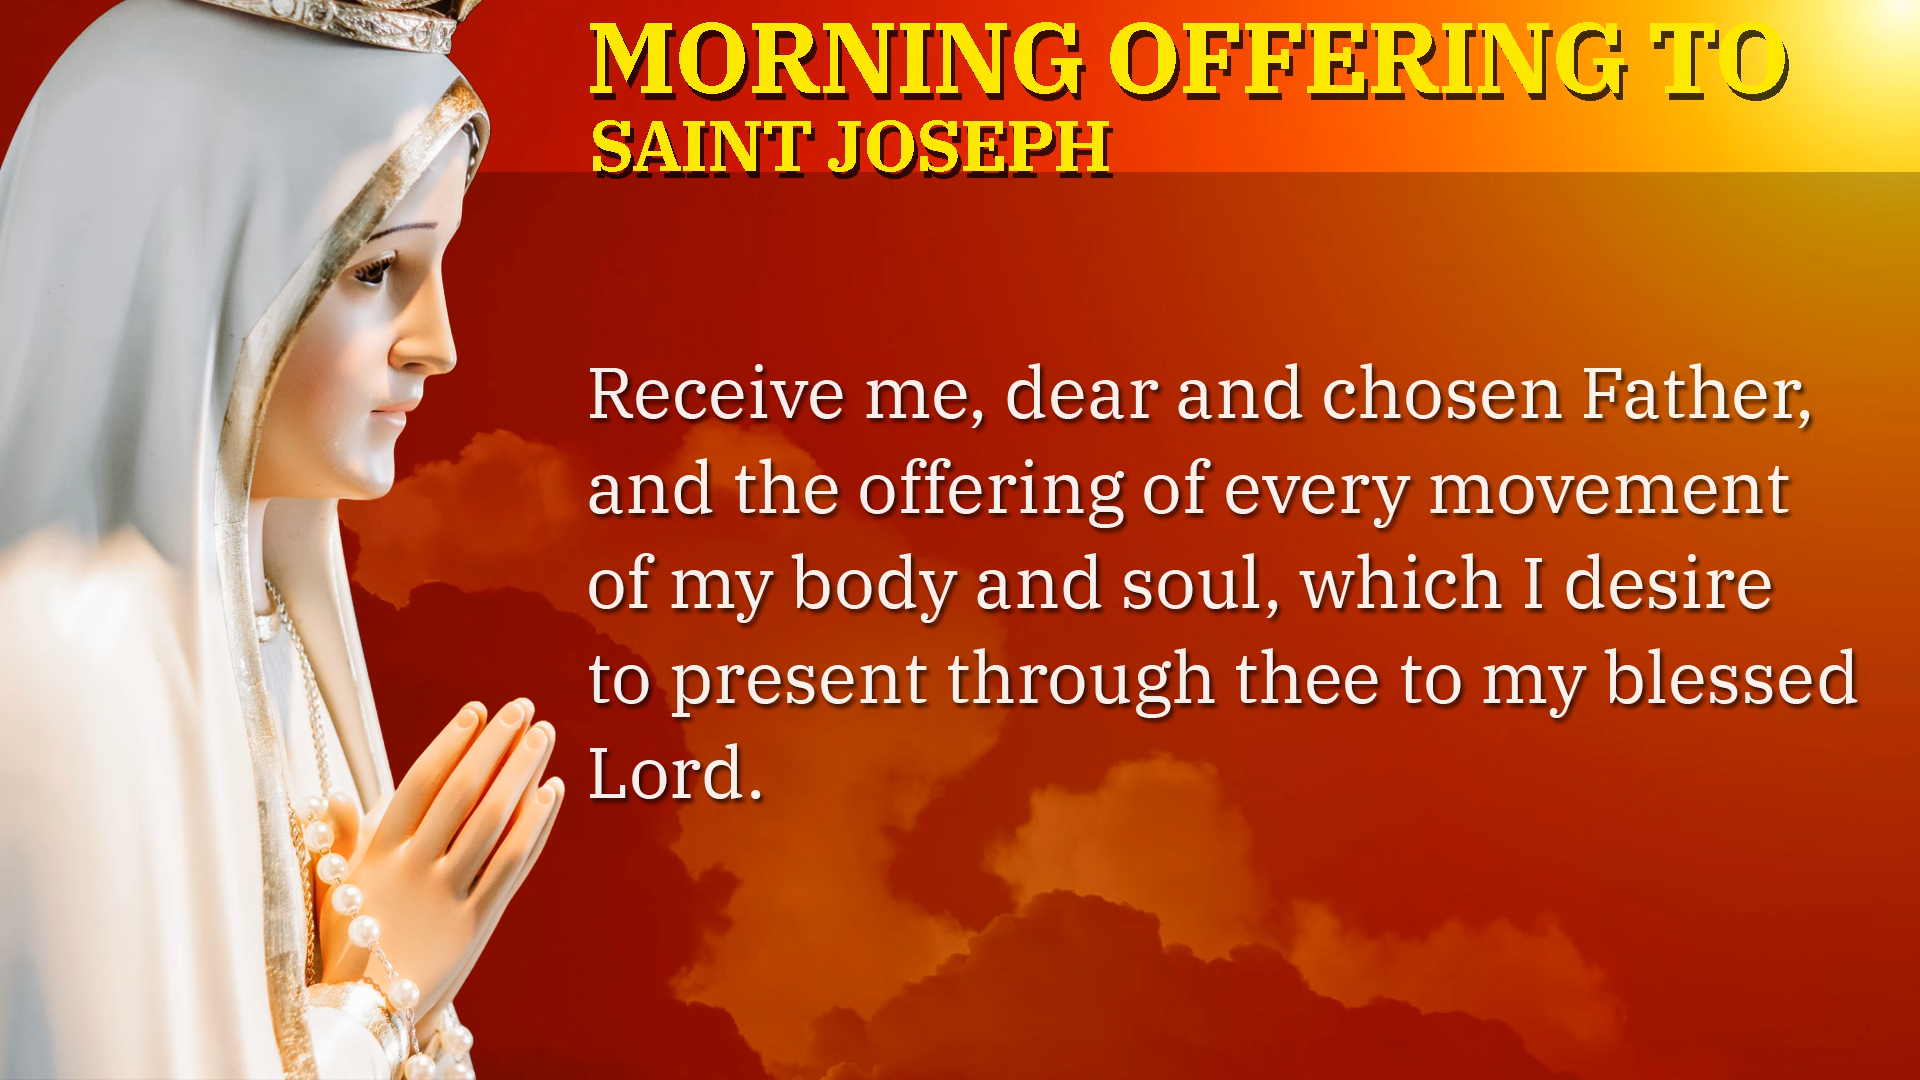 MORNING OFFERING TO
SAINT JOSEPH
Receive me, dear and chosen Father,
and the offering of every movement
of my body and soul, which I desire
to present through thee to my blessed
Lord.